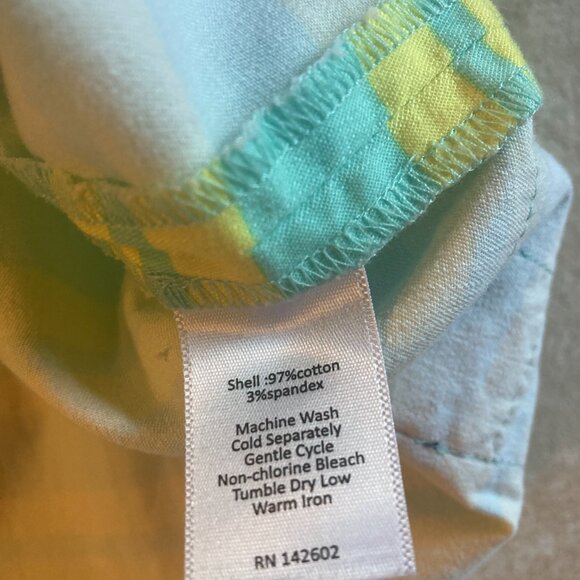 Shell :97%cotton
3%spandex
Machine Wash
Cold Separately
Gentle Cycle
Non-chlorine Bleach
Tumble Dry Low
Warm Iron
RN 142602